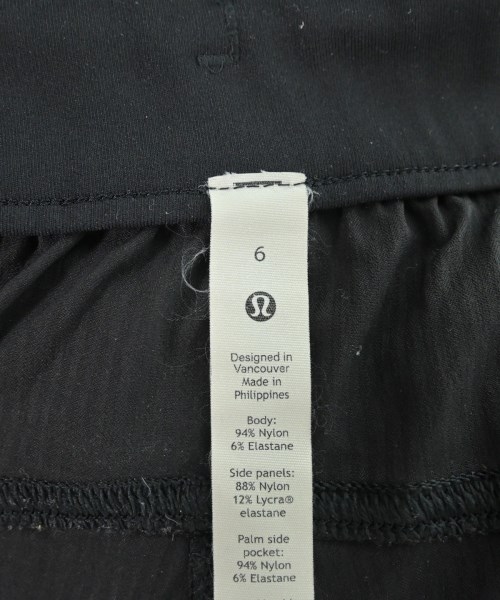 6
Designed in
Vancouver
Made in
Philippines
Body:
94% Nylon
6% Elastane
Side panels:
88% Nylon
12% Lycra®
elastane
Palm side
pocket:
94% Nylon
6% Elastane